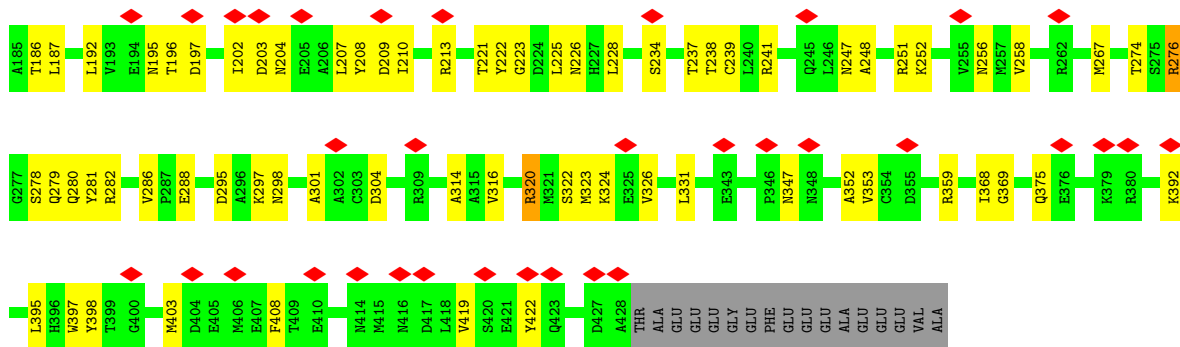 A185 T186 L187 L192 V193 E194 N195 T196 D197 I202 D203 N204 E205 A206 L207 Y208 D209 I210 R213 T221 Y222 G223 D224 L225 N226 H227 L228 S234 T237 T238 C239 L240 R241 Q245 L246 N247 A248 R251 K252 V255 N256 M257 V258 R262 M267 T274 S275 R276
G277 S278 Q279 Q280 Y281 R282 V286 P287 E288 D295 A296 K297 N298 A301 A302 C303 D304 R309 A314 A315 V316 R320 M321 S322 M323 K324 E325 V326 L331 E343 P346 N347 N348 A352 V353 C354 D355 R359 I368 G369 Q375 E376 K379 R380 K392
L395 H396 W397 Y398 T399 G400 M403 D404 E405 M406 E407 F408 T409 E410 N414 M415 N416 D417 L418 V419 S420 E421 Y422 Q423 D427 A428 THR ALA GLU GLU GLU GLY GLU PHE GLU GLU GLU ALA GLU GLU GLU VAL ALA